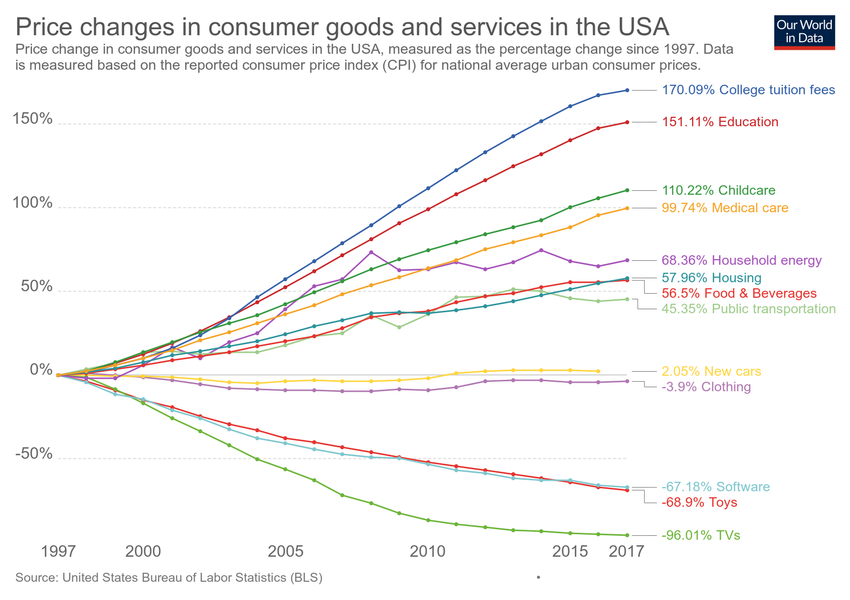 Price changes in consumer goods and services in the USA
Our World
in Data
Price change in consumer goods and services in the USA, measured as the percentage change since 1997. Data
is measured based on the reported consumer price index (CPI) for national average urban consumer prices.
170.09% College tuition fees
150%
151.11% Education
110.22% Childcare
100%
99.74% Medical care
68.36% Household energy
57.96% Housing
50%
56.5% Food & Beverages
45.35% Public transportation
0%
2.05% New cars
-3.9% Clothing
-50%
-67.18% Software
-68.9% Toys
-96.01% TVs
1997 2000 2005 2010 2015 2017
Source: United States Bureau of Labor Statistics (BLS)